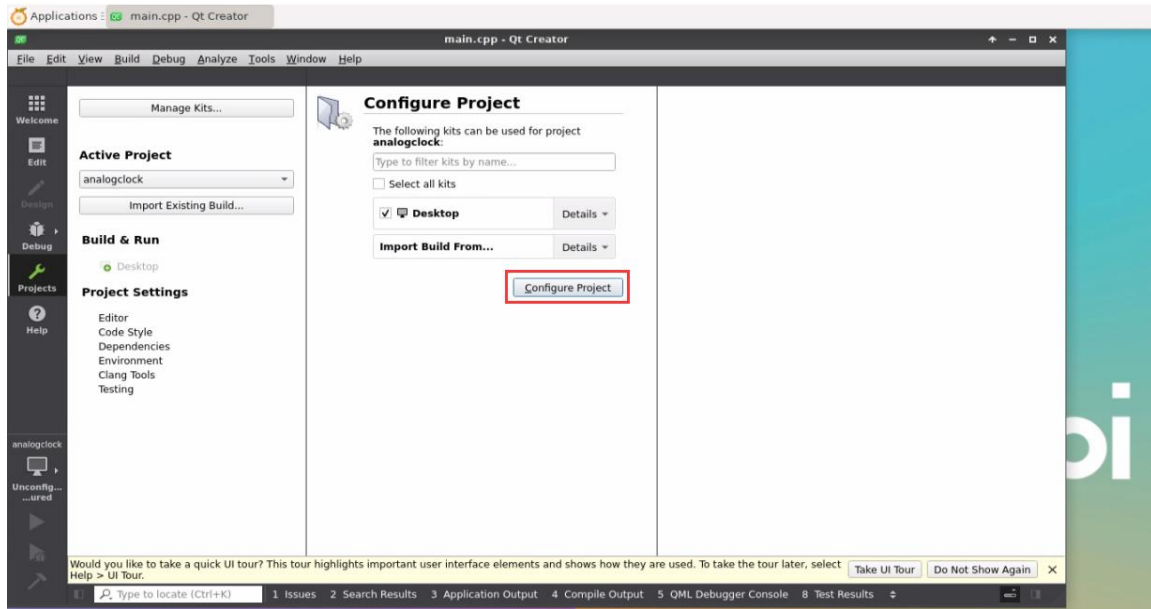 Applications
main.cpp - Qt Creator
main.cpp - Qt Creator
File Edit View Build Debug Analyze Tools Window Help
Welcome
Edit
Design
Debug
Projects
Help
analogclock
Unconfig...
...ured
Manage Kits...
Active Project
analogclock
Import Existing Build...
Build & Run
Desktop
Project Settings
Editor
Code Style
Dependencies
Environment
Clang Tools
Testing
Configure Project
The following kits can be used for project
analogclock:
Type to filter kits by name...
Select all kits
Desktop Details
Import Build From... Details
Configure Project
pi
Would you like to take a quick UI tour? This tour highlights important user interface elements and shows how they are used. To take the tour later, select
Help > UI Tour.
Take UI Tour Do Not Show Again
Type to locate (Ctrl+K) 1 Issues 2 Search Results 3 Application Output 4 Compile Output 5 QML Debugger Console 8 Test Results